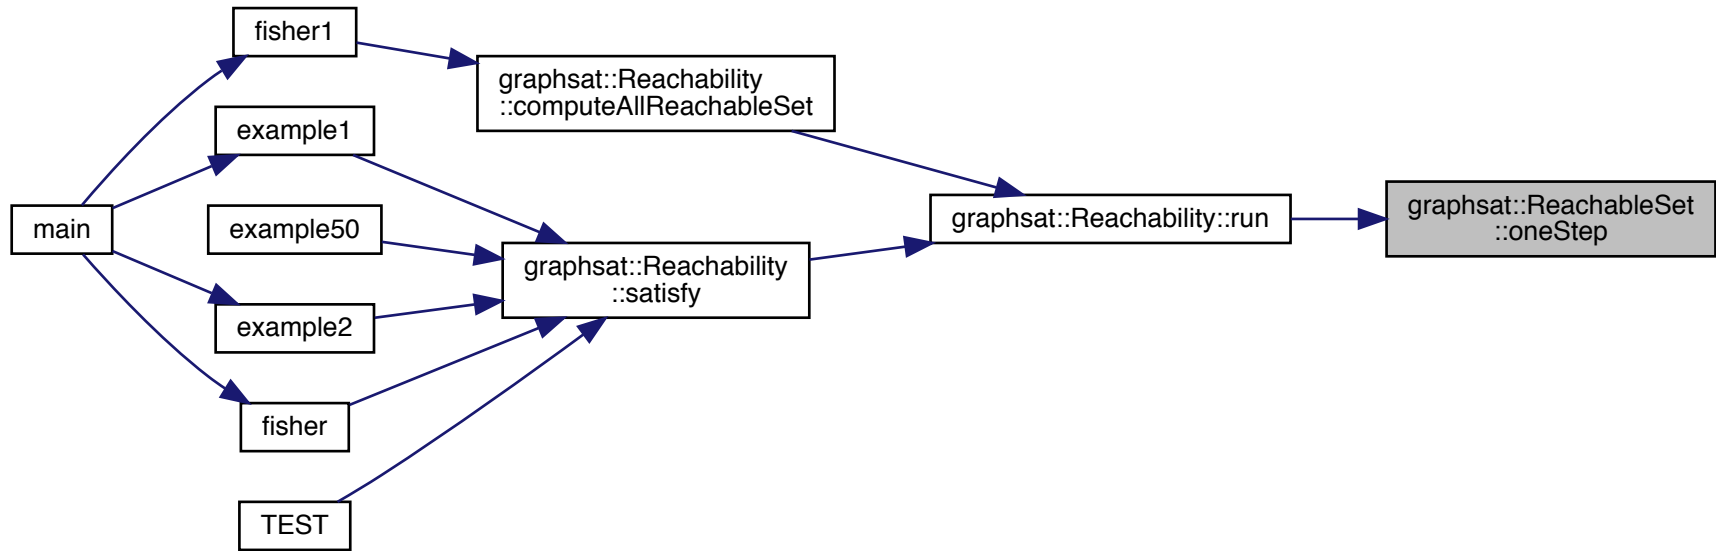 fisher1
graphsat::Reachability
::computeAllReachableSet
example1
main
example50
graphsat::Reachability
::satisfy
graphsat::Reachability::run
graphsat::ReachableSet
::oneStep
example2
fisher
TEST